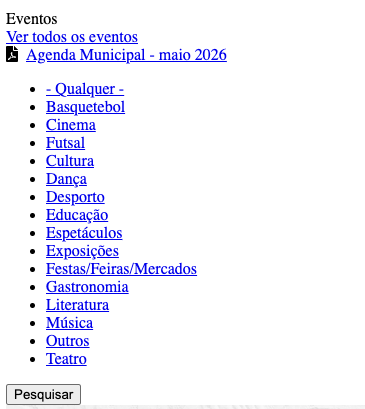 Eventos
Ver todos os eventos
Agenda Municipal - maio 2026
- Qualquer -
Basquetebol
Cinema
Futsal
Cultura
Dança
Desporto
Educação
Espetáculos
Exposições
Festas/Feiras/Mercados
Gastronomia
Literatura
Música
Outros
Teatro
Pesquisar